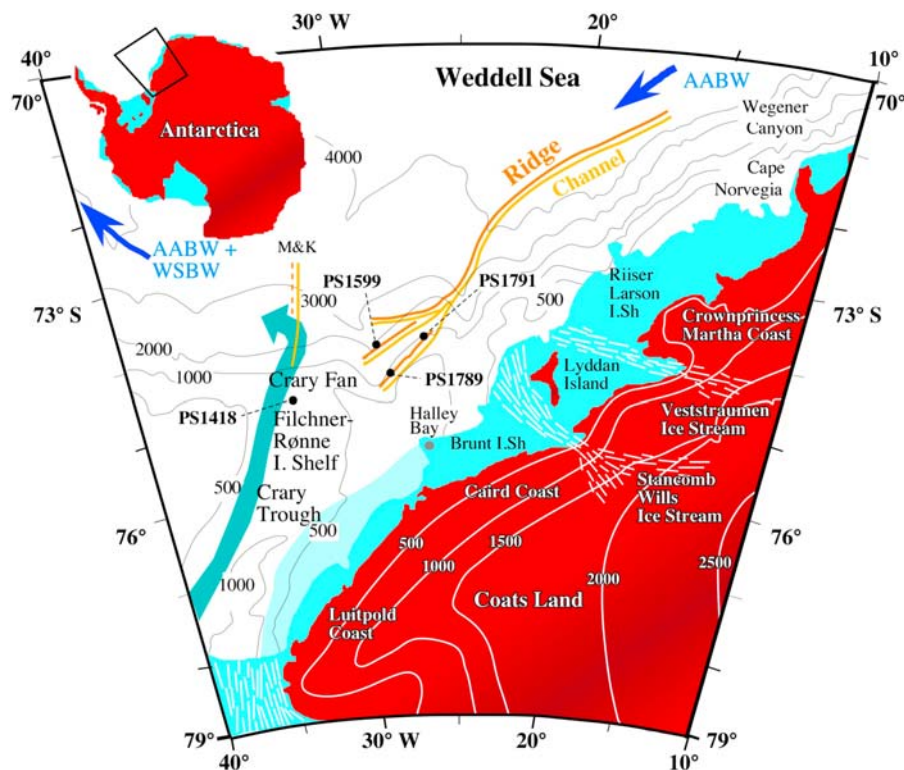 30° W
20°
40°
10°
70°
Weddell Sea
AABW
70°
Wegener
Canyon
Antarctica
4000
Ridge
Channel
Cape
Norvegia
AABW +
WSBW
M&K
PS1599
PS1791
3000
500
Riiser
Larson
I.Sh
73° S
73°
Crownprincess-
Martha Coast
2000
1000
Crary Fan
PS1789
Lyddan
Island
PS1418
Filchner-
Rønne
I. Shelf
Halley
Bay
Brunt I.Sh
Veststraumen
Ice Stream
500
Crary
Trough
Caird Coast
Stancomb
Wills
Ice Stream
76°
500
500
1500
76°
1000
1000
2000
2500
Luitpold
Coast
Coats Land
79°
40°
30° W
20°
10°
79°